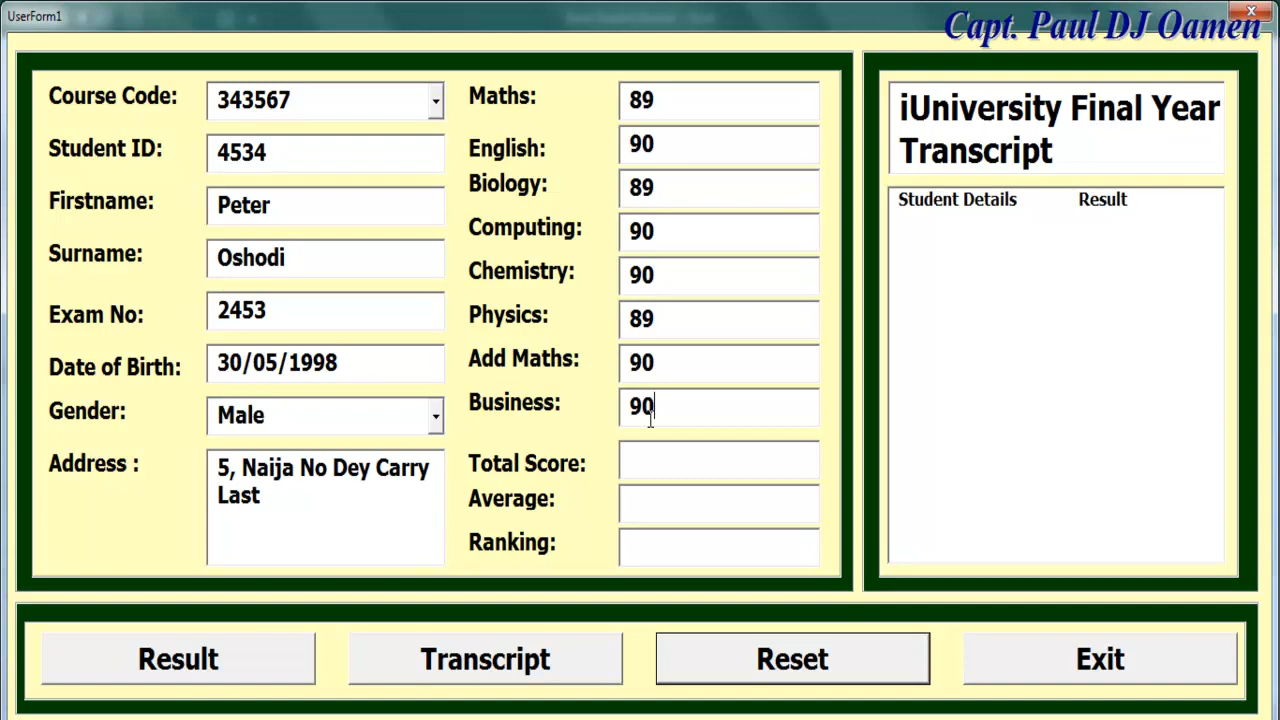 UserForm1
Capt. Paul DJ Oamen
Course Code: 343567
Student ID: 4534
Firstname: Peter
Surname: Oshodi
Exam No: 2453
Date of Birth: 30/05/1998
Gender: Male
Address : 5, Naija No Dey Carry
Last
Maths: 89
English: 90
Biology: 89
Computing: 90
Chemistry: 90
Physics: 89
Add Maths: 90
Business: 90
Total Score:
Average:
Ranking:
iUniversity Final Year
Transcript
Student Details Result
Result Transcript Reset Exit